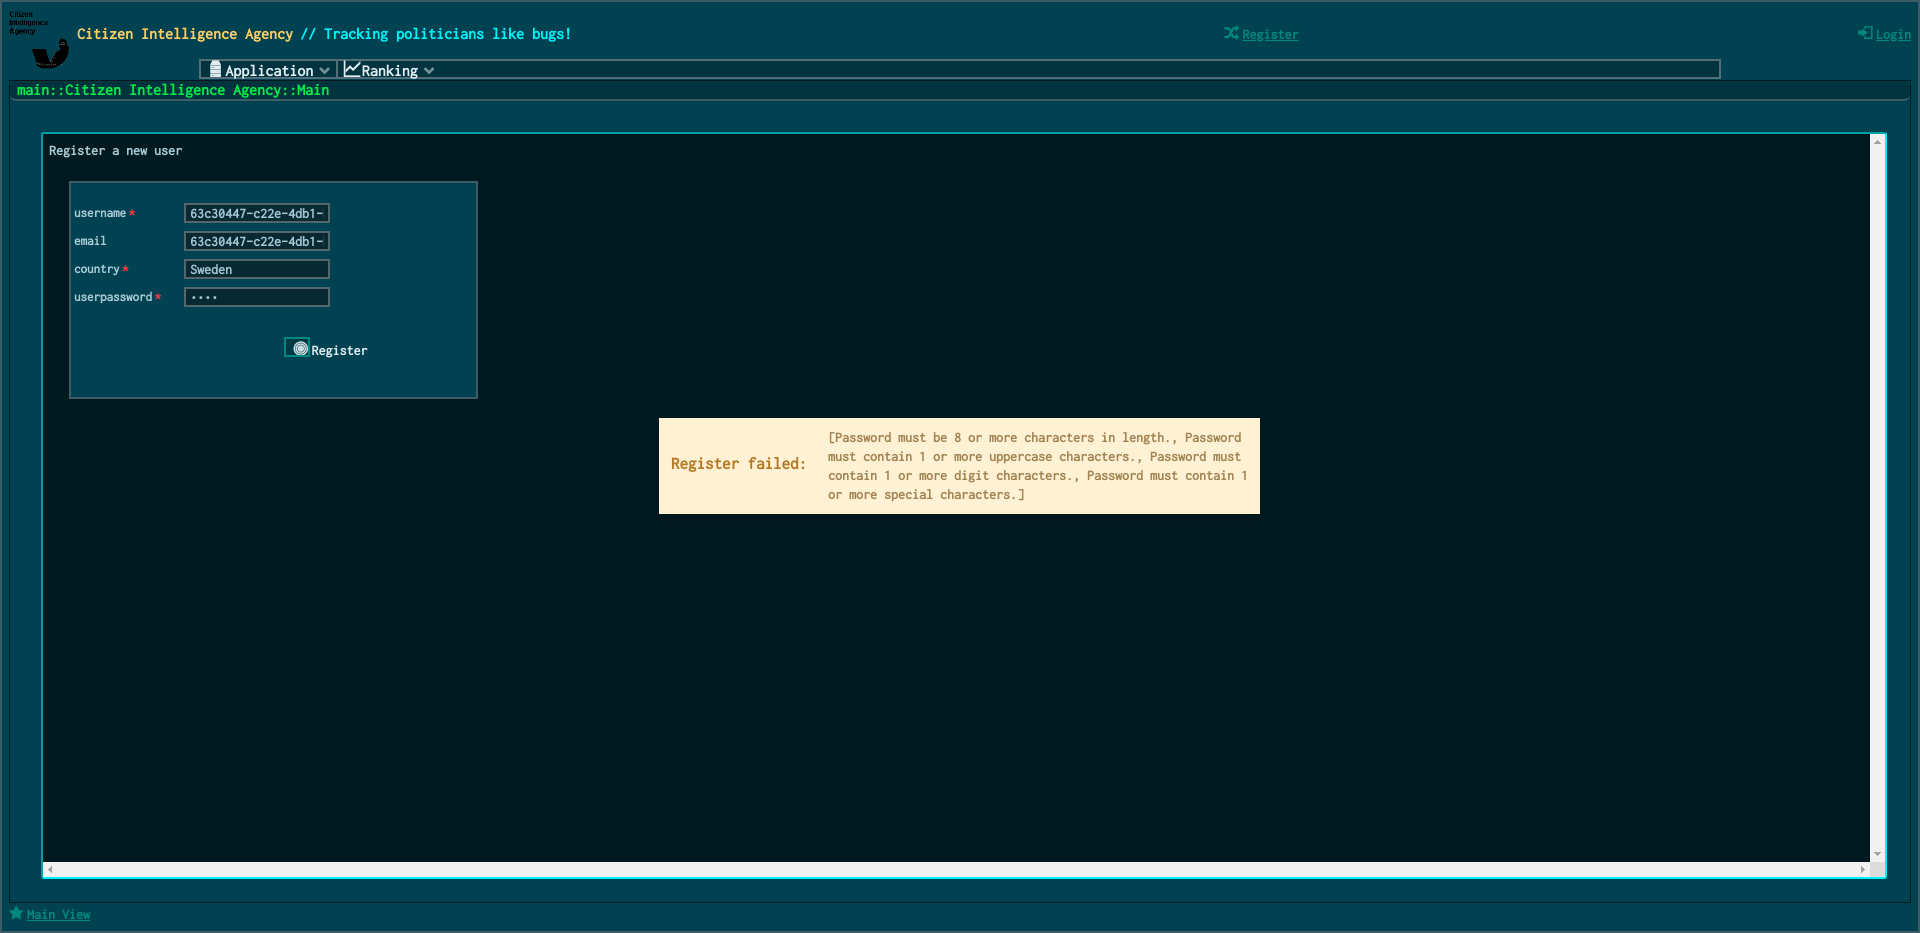 Citizen
Intelligence
Agency
Citizen Intelligence Agency // Tracking politicians like bugs!
Register
Login
Application
Ranking
main::Citizen Intelligence Agency::Main
Register a new user
username*
63c30447-c22e-4db1-
email
63c30447-c22e-4db1-
country*
Sweden
userpassword*
••••
Register
Register failed:
[Password must be 8 or more characters in length., Password
must contain 1 or more uppercase characters., Password must
contain 1 or more digit characters., Password must contain 1
or more special characters.]
Main View